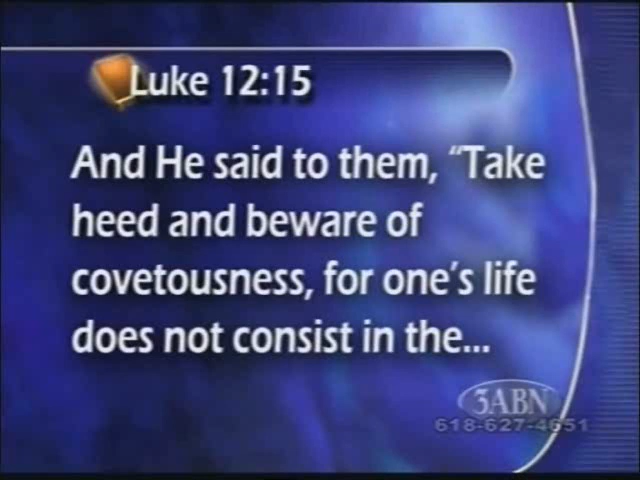 Luke 12:15
And He said to them, “Take
heed and beware of
covetousness, for one’s life
does not consist in the...
3ABN
618-627-4651